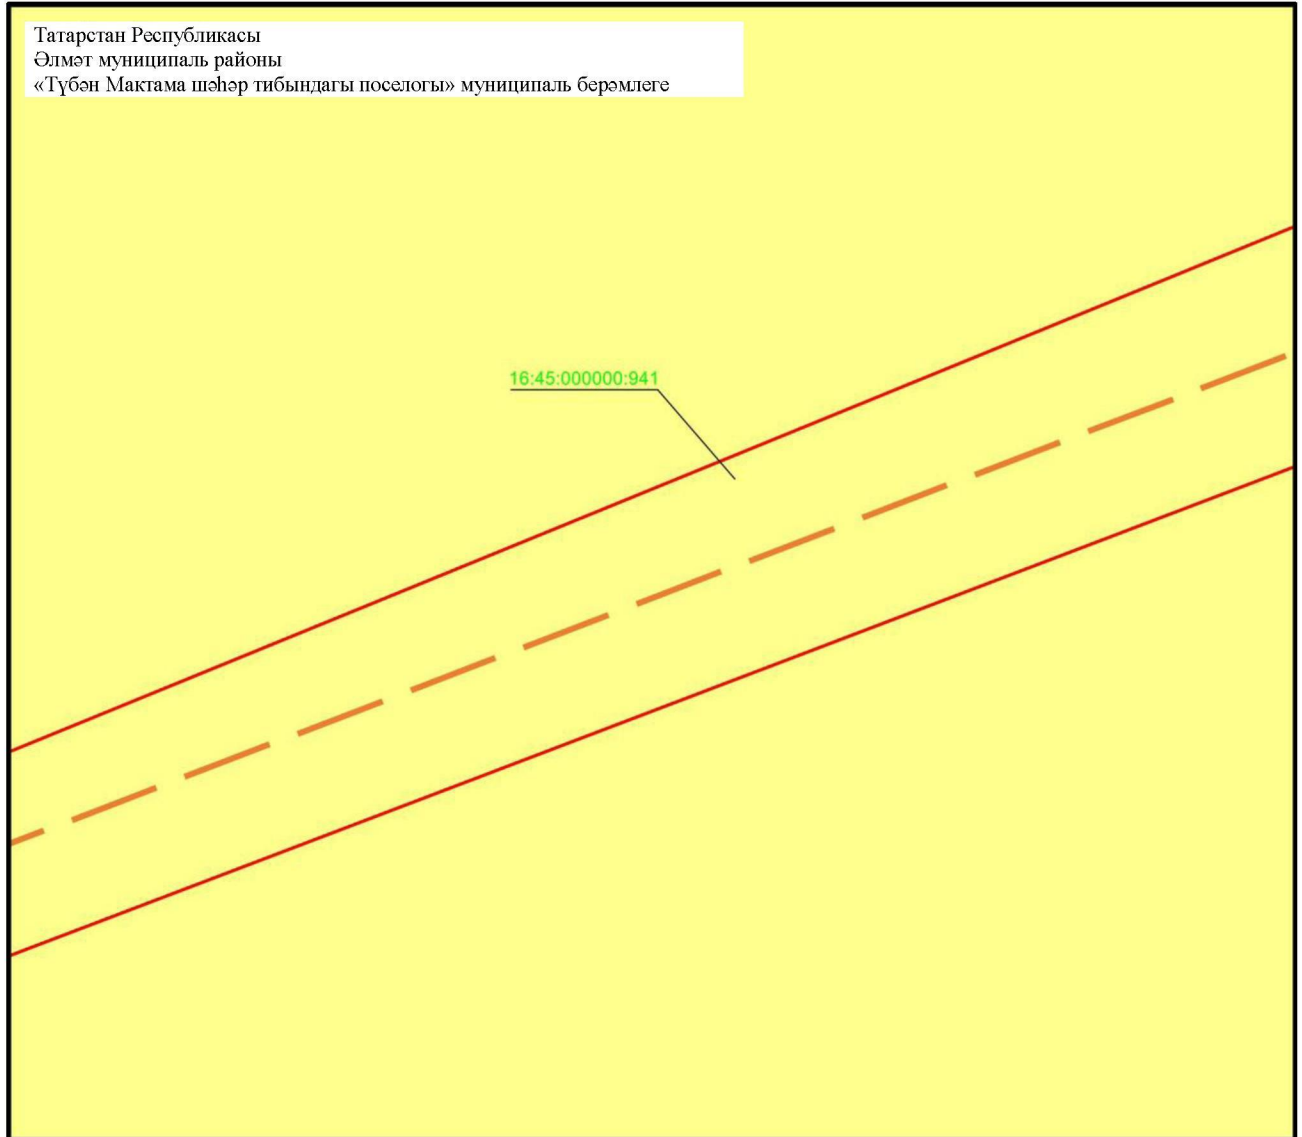 Татарстан Республикасы
Әлмәт муниципаль районы
«Түбән Мактама шәһәр тибындагы поселогы» муниципаль берәмлеге
16:45:000000:941